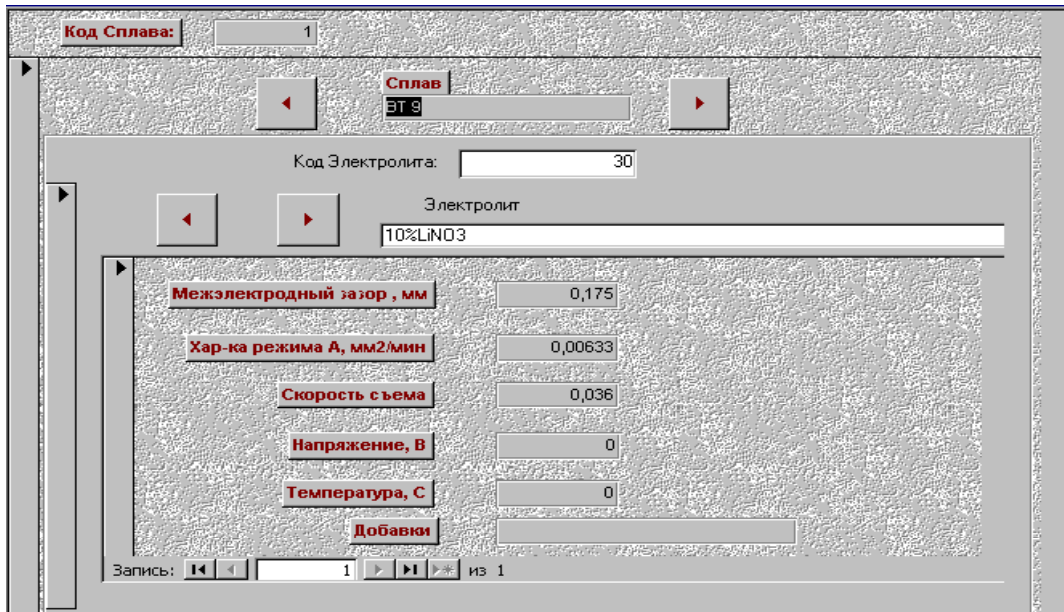 Код Сплава: 1
Сплав
ВТ 9
Код Электролита: 30
Электролит
10%LiNO3
Межэлектродный зазор , мм 0,175
Хар-ка режима А, мм2/мин 0,00633
Скорость съема 0,036
Напряжение, В 0
Температура, С 0
Добавки
Запись: 1 из 1